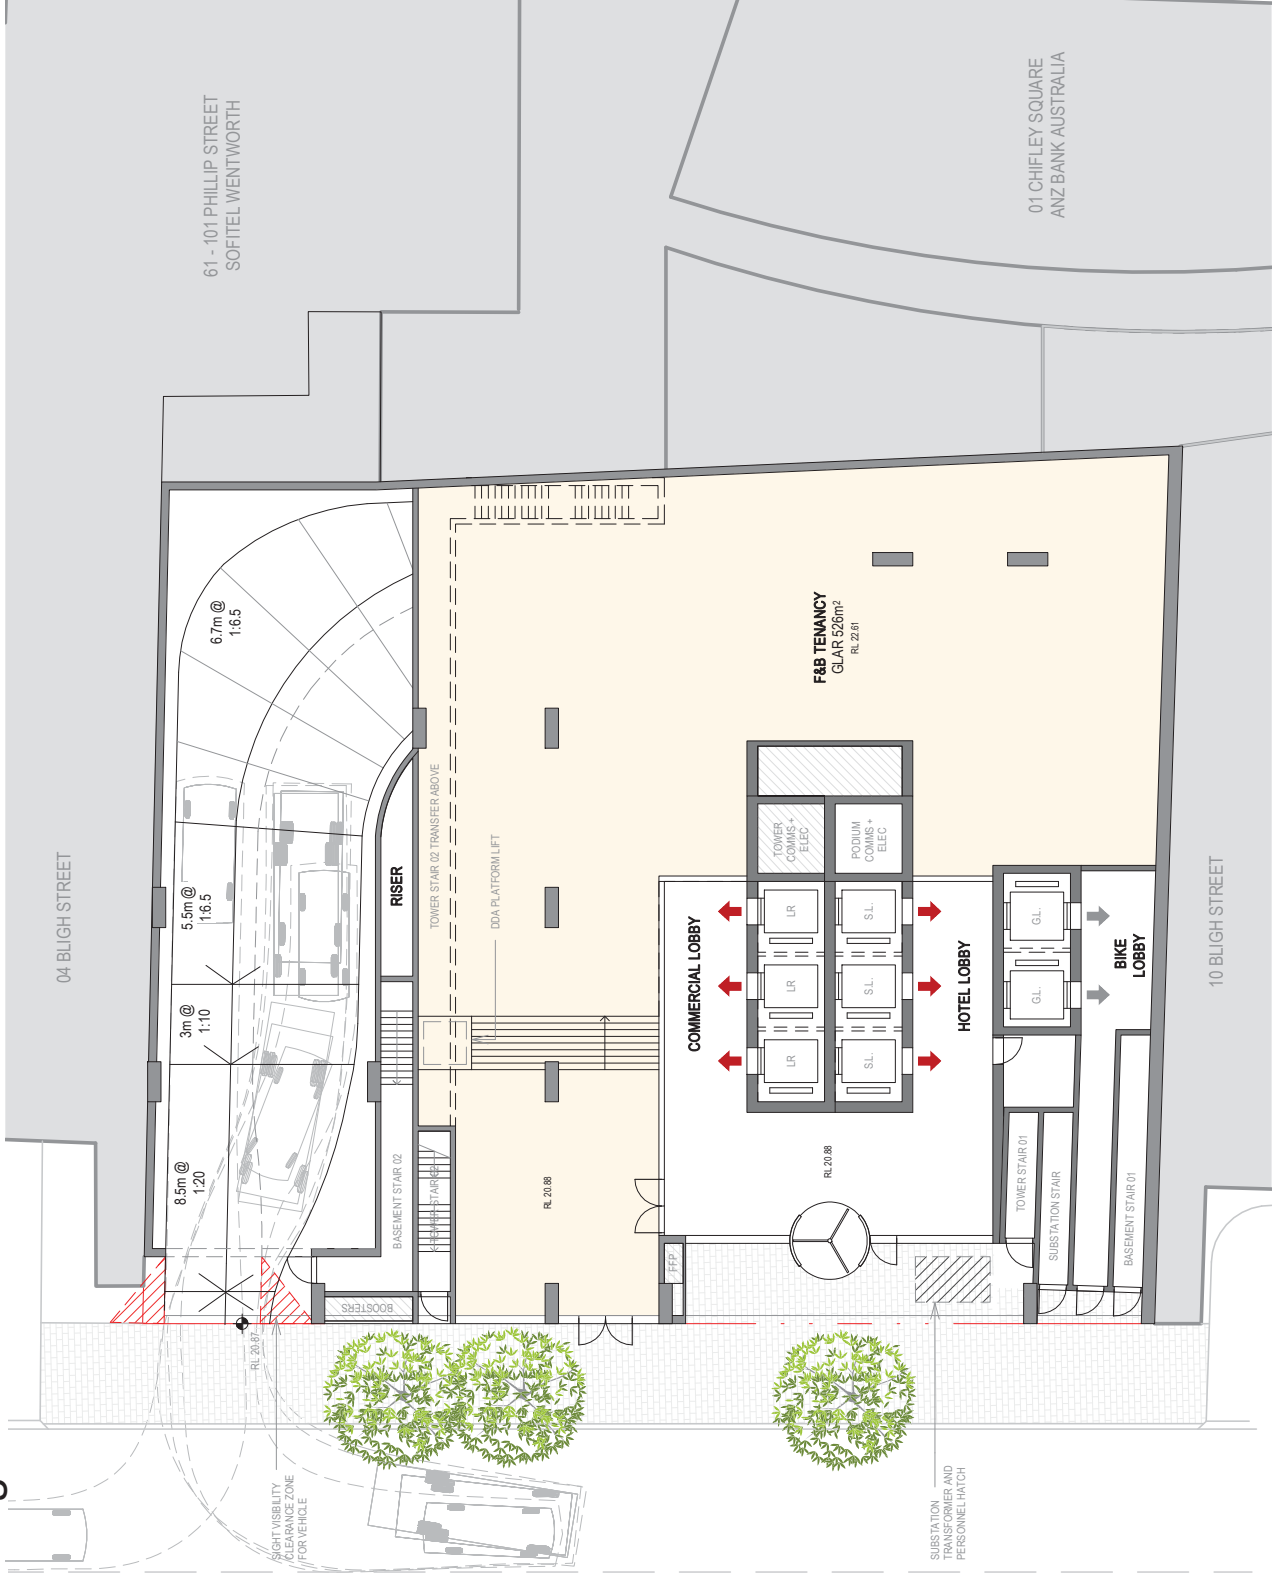 61 - 101 PHILLIP STREET
SOFITEL WENTWORTH
01 CHIFLEY SQUARE
ANZ BANK AUSTRALIA
04 BLIGH STREET
10 BLIGH STREET
6.7m @
1:6.5
5.5m @
1:6.5
3m @
1:10
8.5m @
1:20
RISER
TOWER STAIR 02 TRANSFER ABOVE
DDA PLATFORM LIFT
F&B TENANCY
GLAR 526m²
RL 22.61
TOWER
COMMS +
ELEC
PODIUM
COMMS +
ELEC
COMMERCIAL LOBBY
LR
LR
LR
S.L.
S.L.
S.L.
HOTEL LOBBY
G.L.
G.L.
BIKE
LOBBY
BASEMENT STAIR 02
TOWER STAIR 02
RL 20.88
RL 20.88
TOWER STAIR 01
SUBSTATION STAIR
BASEMENT STAIR 01
FFP
BOOSTERS
RL 20.87
SIGHT VISIBILITY
CLEARANCE ZONE
FOR VEHICLE
SUBSTATION
TRANSFORMER AND
PERSONNEL HATCH